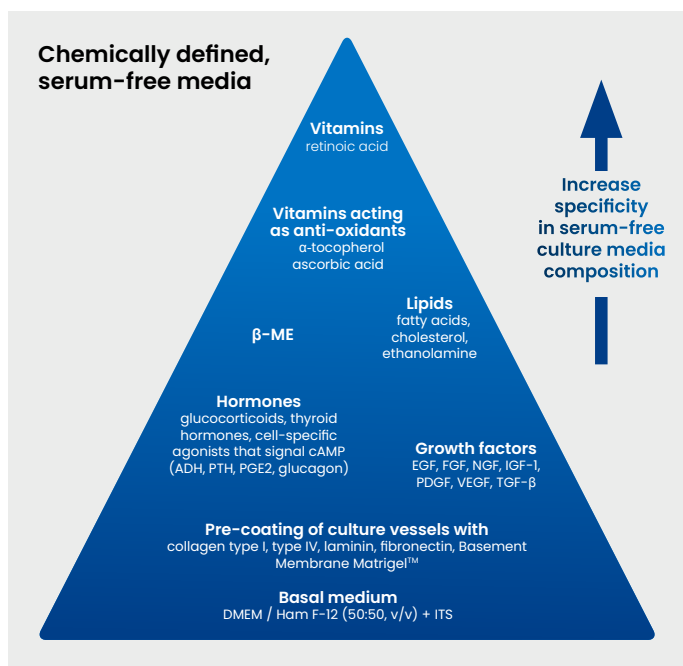 Chemically defined,
serum-free media
Vitamins
retinoic acid
Vitamins acting
as anti-oxidants
α-tocopherol
ascorbic acid
Increase
specificity
in serum-free
culture media
composition
β-ME
Lipids
fatty acids,
cholesterol,
ethanolamine
Hormones
glucocorticoids, thyroid
hormones, cell-specific
agonists that signal cAMP
(ADH, PTH, PGE2, glucagon)
Growth factors
EGF, FGF, NGF, IGF-1,
PDGF, VEGF, TGF-β
Pre-coating of culture vessels with
collagen type I, type IV, laminin, fibronectin, Basement
Membrane Matrigel™
Basal medium
DMEM / Ham F-12 (50:50, v/v) + ITS